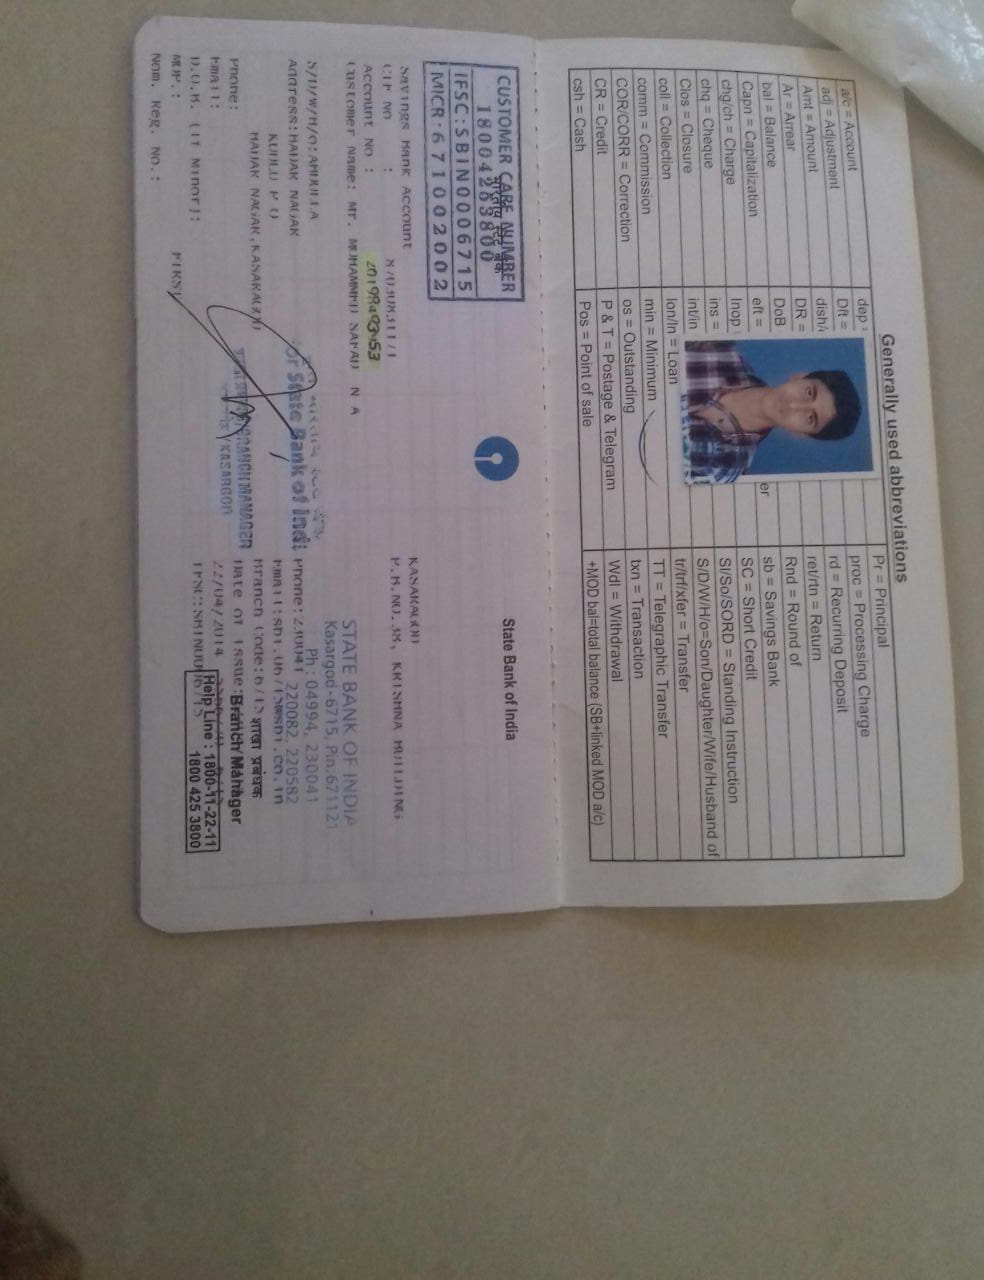 Generally used abbreviations
a/c = Account
adj = Adjustment
Amt = Amount
Ar = Arrear
bal = Balance
Capn = Capitalization
chg/ch = Charge
chq = Cheque
Clos = Closure
coll = Collection
comm = Commission
COR/CORR = Correction
CR = Credit
csh = Cash
dep
Dft =
dish/
DR =
DoB
eft =
Inop
ins =
int/in
lon/ln = Loan
min = Minimum
os = Outstanding
P & T = Postage & Telegram
Pos = Point of sale
er
Pr = Principal
proc = Processing Charge
rd = Recurring Deposit
ret/rtn = Return
Rnd = Round of
sb = Savings Bank
SC = Short Credit
SI/So/SORD = Standing Instruction
S/D/W/H/o=Son/Daughter/Wife/Husband of
tr/trf/xfer = Transfer
TT = Telegraphic Transfer
txn = Transaction
Wdl = Withdrawal
+MOD bal=total balance (SB+linked MOD a/c)
CUSTOMER CARE NUMBER
18004253800
भारतीय स्टेट बैंक
IFSC:SBIN0006715
MICR:671002002
State Bank of India
Savings Bank Account
CIF No :
Account No : 20198493453
Customer Name: Mr. MUHAMMED SAFAD N A
S/D/W/H/o: ABDULLA
Address:
KUDLU P O
Phone:
Email:
D.O.B. (If Minor):
MOP.:
Nom. Reg. No.:
KASARAGOD
P.B.NO.38, KRISHNA BUILDING
STATE BANK OF INDIA
Kasargod-6715, Pin.671121
Ph : 04994, 230041
220082, 220582
Phone:230041
Email:sbi.06715@sbi.co.in
Branch Code:6715
शाखा प्रबंधक
Date of Issue:
Branch Manager
22/04/2014
IFSC:SBIN0006715
Help Line : 1800-11-22-11
1800 425 3800
For State Bank of India
BRANCH MANAGER
KASARGOD